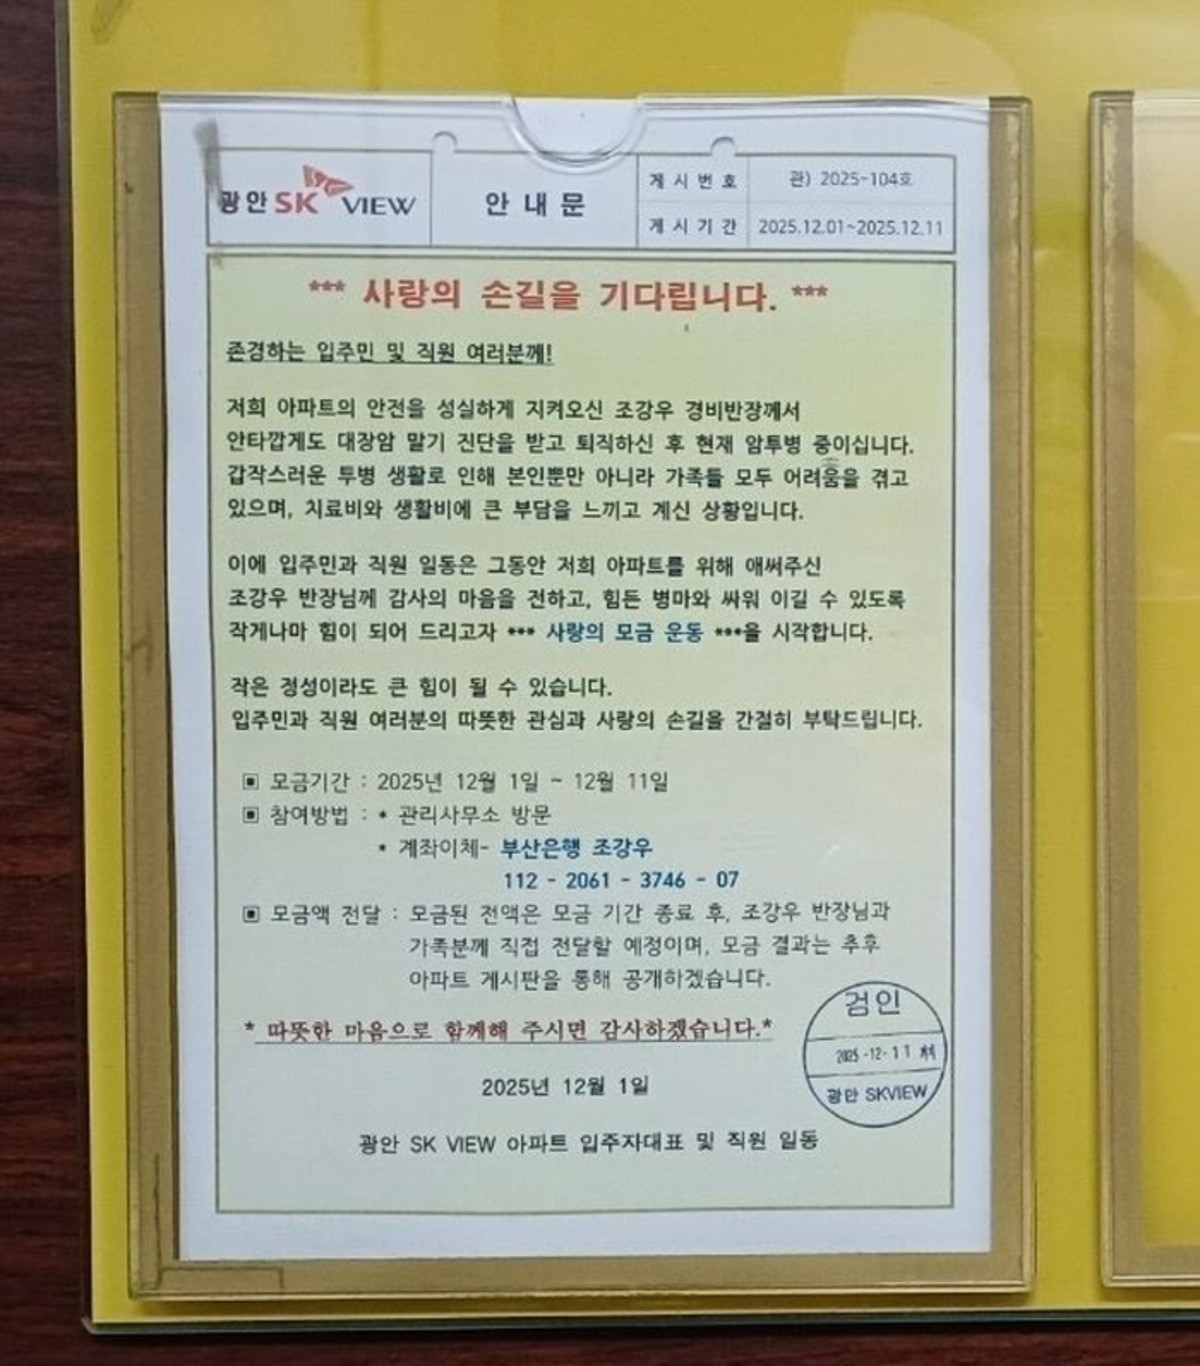 광안 SK VIEW
안 내 문
게 시 번 호
관) 2025-104호
게 시 기 간
2025.12.01~2025.12.11
*** 사랑의 손길을 기다립니다. ***
존경하는 입주민 및 직원 여러분께!
저희 아파트의 안전을 성실하게 지켜오신 조강우 경비반장께서
안타깝게도 대장암 말기 진단을 받고 퇴직하신 후 현재 암투병 중이십니다.
갑작스러운 투병 생활로 인해 본인뿐만 아니라 가족들 모두 어려움을 겪고
있으며, 치료비와 생활비에 큰 부담을 느끼고 계신 상황입니다.
이에 입주민과 직원 일동은 그동안 저희 아파트를 위해 애써주신
조강우 반장님께 감사의 마음을 전하고, 힘든 병마와 싸워 이길 수 있도록
작게나마 힘이 되어 드리고자 *** 사랑의 모금 운동 ***을 시작합니다.
작은 정성이라도 큰 힘이 될 수 있습니다.
입주민과 직원 여러분의 따뜻한 관심과 사랑의 손길을 간절히 부탁드립니다.
▣ 모금기간 : 2025년 12월 1일 ~ 12월 11일
▣ 참여방법 : * 관리사무소 방문
* 계좌이체- 부산은행 조강우
112 - 2061 - 3746 - 07
▣ 모금액 전달 : 모금된 전액은 모금 기간 종료 후, 조강우 반장님과
가족분께 직접 전달할 예정이며, 모금 결과는 추후
아파트 게시판을 통해 공개하겠습니다.
* 따뜻한 마음으로 함께해 주시면 감사하겠습니다.*
검인
2025-12-11
광안 SKVIEW
2025년 12월 1일
광안 SK VIEW 아파트 입주자대표 및 직원 일동